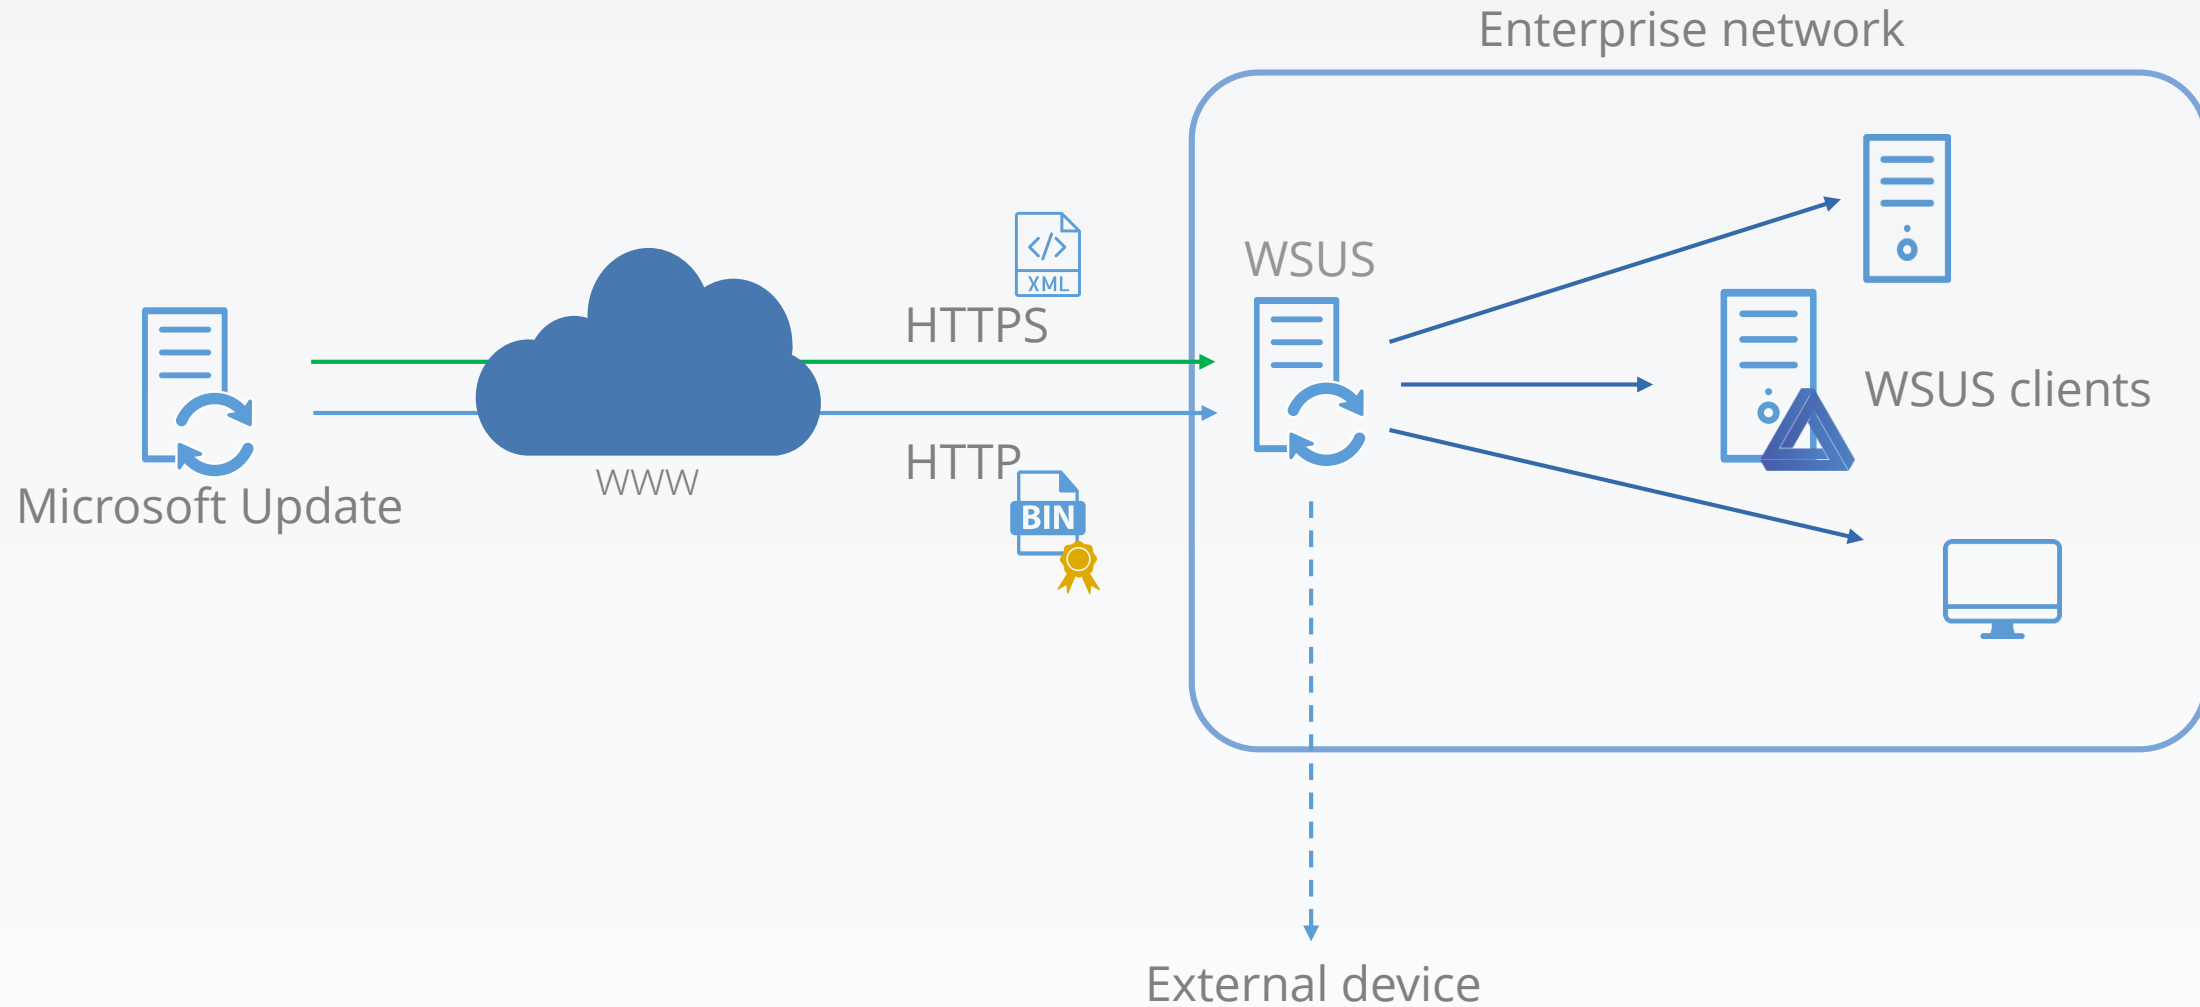 Enterprise network
XML
WSUS
HTTPS
WSUS clients
HTTP
WWW
Microsoft Update
BIN
External device